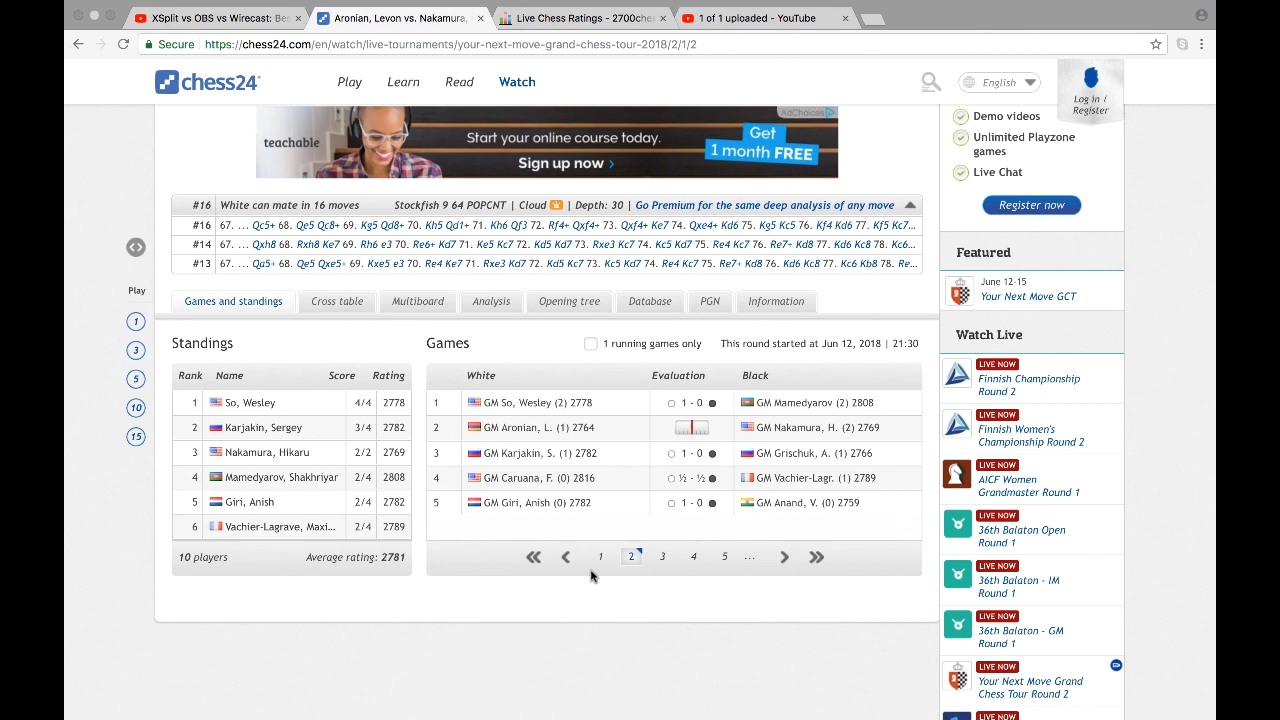 XSplit vs OBS vs Wirecast: Bes
Aronian, Levon vs. Nakamura,
Live Chess Ratings - 2700ches
1 of 1 uploaded - YouTube
Secure
https://chess24.com/en/watch/live-tournaments/your-next-move-grand-chess-tour-2018/2/1/2
chess24
Play
Learn
Read
Watch
English
Log in /
Register
AdChoices
teachable
Start your online course today.
Sign up now ›
Get
1 month FREE
Demo videos
Unlimited Playzone
games
Live Chat
Register now
#16 White can mate in 16 moves Stockfish 9 64 POPCNT | Cloud | Depth: 30 | Go Premium for the same deep analysis of any move
#16 67. ... Qc5+ 68. Qe5 Qc8+ 69. Kg5 Qd8+ 70. Kh5 Qd1+ 71. Kh6 Qf3 72. Rf4+ Qxf4+ 73. Qxf4+ Ke7 74. Qxe4+ Kd6 75. Kg5 Kc5 76. Kf4 Kd6 77. Kf5 Kc7...
#14 67. ... Qxh8 68. Rxh8 Ke7 69. Rh6 e3 70. Re6+ Kd7 71. Ke5 Kc7 72. Kd5 Kd7 73. Rxe3 Kc7 74. Kc5 Kd7 75. Re4 Kc7 76. Re7+ Kd8 77. Kd6 Kc8 78. Kc6...
#13 67. ... Qa5+ 68. Qe5 Qxe5+ 69. Kxe5 e3 70. Re4 Ke7 71. Rxe3 Kd7 72. Kd5 Kc7 73. Kc5 Kd7 74. Re4 Kc7 75. Re7+ Kd8 76. Kd6 Kc8 77. Kc6 Kb8 78. Re...
Play
1
3
5
10
15
Games and standings
Cross table
Multiboard
Analysis
Opening tree
Database
PGN
Information
Standings
Rank Name Score Rating
1 So, Wesley 4/4 2778
2 Karjakin, Sergey 3/4 2782
3 Nakamura, Hikaru 2/2 2769
4 Mamedyarov, Shakhriyar 2/4 2808
5 Giri, Anish 2/4 2782
6 Vachier-Lagrave, Maxi... 2/4 2789
10 players Average rating: 2781
Games
1 running games only
This round started at Jun 12, 2018 | 21:30
White Evaluation Black
1 GM So, Wesley (2) 2778 1 - 0 GM Mamedyarov (2) 2808
2 GM Aronian, L. (1) 2764 GM Nakamura, H. (2) 2769
3 GM Karjakin, S. (1) 2782 1 - 0 GM Grischuk, A. (1) 2766
4 GM Caruana, F. (0) 2816 ½ - ½ GM Vachier-Lagr. (1) 2789
5 GM Giri, Anish (0) 2782 1 - 0 GM Anand, V. (0) 2759
1 2 3 4 5 ...
Featured
June 12-15
Your Next Move GCT
Watch Live
LIVE NOW
Finnish Championship
Round 2
LIVE NOW
Finnish Women's
Championship Round 2
LIVE NOW
AICF Women
Grandmaster Round 1
LIVE NOW
36th Balaton Open
Round 1
LIVE NOW
36th Balaton - IM
Round 1
LIVE NOW
36th Balaton - GM
Round 1
LIVE NOW
Your Next Move Grand
Chess Tour Round 2
LIVE NOW